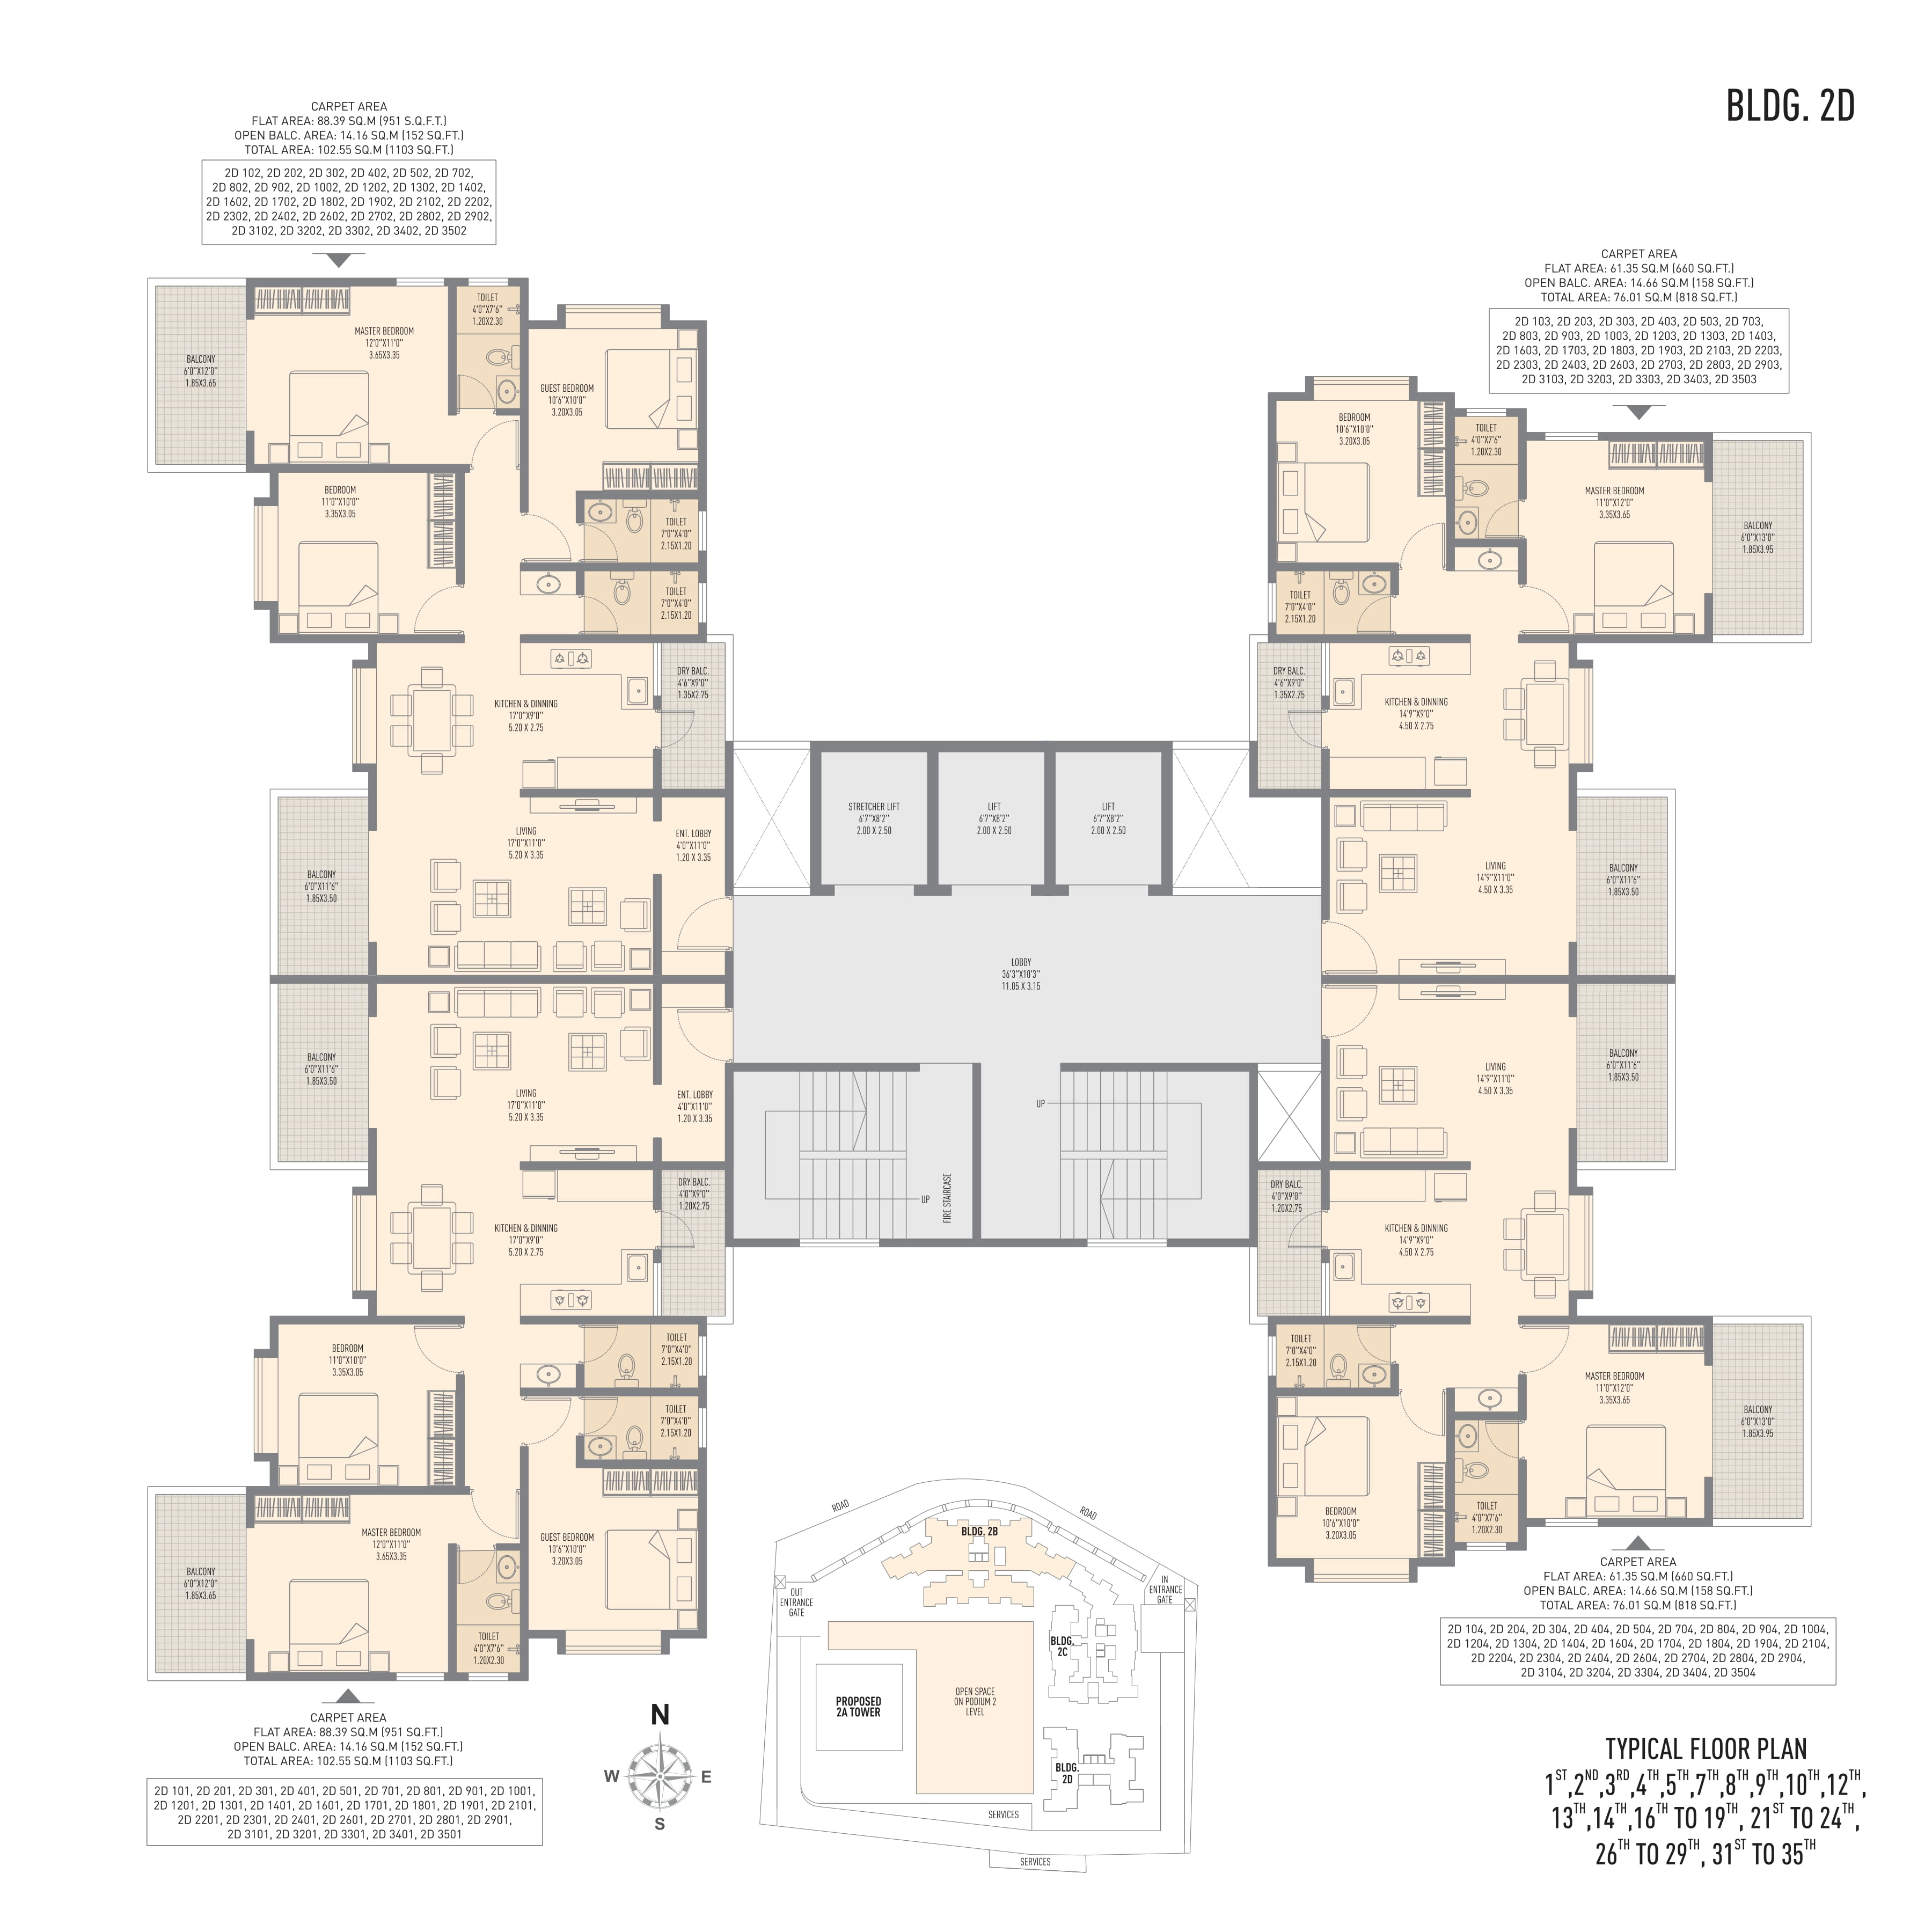 BLDG. 2D
CARPET AREA
FLAT AREA: 88.39 SQ.M (951 S.Q.F.T.)
OPEN BALC. AREA: 14.16 SQ.M (152 SQ.FT.)
TOTAL AREA: 102.55 SQ.M (1103 SQ.FT.)
2D 102, 2D 202, 2D 302, 2D 402, 2D 502, 2D 702,
2D 802, 2D 902, 2D 1002, 2D 1202, 2D 1302, 2D 1402,
2D 1602, 2D 1702, 2D 1802, 2D 1902, 2D 2102, 2D 2202,
2D 2302, 2D 2402, 2D 2602, 2D 2702, 2D 2802, 2D 2902,
2D 3102, 2D 3202, 2D 3302, 2D 3402, 2D 3502
CARPET AREA
FLAT AREA: 61.35 SQ.M (660 SQ.FT.)
OPEN BALC. AREA: 14.66 SQ.M (158 SQ.FT.)
TOTAL AREA: 76.01 SQ.M (818 SQ.FT.)
2D 103, 2D 203, 2D 303, 2D 403, 2D 503, 2D 703,
2D 803, 2D 903, 2D 1003, 2D 1203, 2D 1303, 2D 1403,
2D 1603, 2D 1703, 2D 1803, 2D 1903, 2D 2103, 2D 2203,
2D 2303, 2D 2403, 2D 2603, 2D 2703, 2D 2803, 2D 2903,
2D 3103, 2D 3203, 2D 3303, 2D 3403, 2D 3503
BALCONY
6'0"X12'0"
1.85X3.65
MASTER BEDROOM
12'0"X11'0"
3.65X3.35
TOILET
4'0"X7'6"
1.20X2.30
GUEST BEDROOM
10'6"X10'0"
3.20X3.05
BEDROOM
11'0"X10'0"
3.35X3.05
TOILET
7'0"X4'0"
2.15X1.20
TOILET
7'0"X4'0"
2.15X1.20
KITCHEN & DINNING
17'0"X9'0"
5.20 X 2.75
DRY BALC.
4'6"X9'0"
1.35X2.75
BALCONY
6'0"X11'6"
1.85X3.50
LIVING
17'0"X11'0"
5.20 X 3.35
ENT. LOBBY
4'0"X11'0"
1.20 X 3.35
STRETCHER LIFT
6'7"X8'2"
2.00 X 2.50
LIFT
6'7"X8'2"
2.00 X 2.50
LIFT
6'7"X8'2"
2.00 X 2.50
BEDROOM
10'6"X10'0"
3.20X3.05
TOILET
4'0"X7'6"
1.20X2.30
MASTER BEDROOM
11'0"X12'0"
3.35X3.65
BALCONY
6'0"X13'0"
1.85X3.95
TOILET
7'0"X4'0"
2.15X1.20
DRY BALC.
4'6"X9'0"
1.35X2.75
KITCHEN & DINNING
14'9"X9'0"
4.50 X 2.75
LIVING
14'9"X11'0"
4.50 X 3.35
BALCONY
6'0"X11'6"
1.85X3.50
LOBBY
36'3"X10'3"
11.05 X 3.15
BALCONY
6'0"X11'6"
1.85X3.50
LIVING
17'0"X11'0"
5.20 X 3.35
ENT. LOBBY
4'0"X11'0"
1.20 X 3.35
KITCHEN & DINNING
17'0"X9'0"
5.20 X 2.75
DRY BALC.
4'0"X9'0"
1.20X2.75
UP
FIRE STAIRCASE
UP
LIVING
14'9"X11'0"
4.50 X 3.35
BALCONY
6'0"X11'6"
1.85X3.50
DRY BALC.
4'0"X9'0"
1.20X2.75
KITCHEN & DINNING
14'9"X9'0"
4.50 X 2.75
BEDROOM
11'0"X10'0"
3.35X3.05
TOILET
7'0"X4'0"
2.15X1.20
TOILET
7'0"X4'0"
2.15X1.20
MASTER BEDROOM
12'0"X11'0"
3.65X3.35
BALCONY
6'0"X12'0"
1.85X3.65
GUEST BEDROOM
10'6"X10'0"
3.20X3.05
TOILET
4'0"X7'6"
1.20X2.30
TOILET
7'0"X4'0"
2.15X1.20
MASTER BEDROOM
11'0"X12'0"
3.35X3.65
BALCONY
6'0"X13'0"
1.85X3.95
BEDROOM
10'6"X10'0"
3.20X3.05
TOILET
4'0"X7'6"
1.20X2.30
CARPET AREA
FLAT AREA: 88.39 SQ.M (951 SQ.FT.)
OPEN BALC. AREA: 14.16 SQ.M (152 SQ.FT.)
TOTAL AREA: 102.55 SQ.M (1103 SQ.FT.)
2D 101, 2D 201, 2D 301, 2D 401, 2D 501, 2D 701, 2D 801, 2D 901, 2D 1001,
2D 1201, 2D 1301, 2D 1401, 2D 1601, 2D 1701, 2D 1801, 2D 1901, 2D 2101,
2D 2201, 2D 2301, 2D 2401, 2D 2601, 2D 2701, 2D 2801, 2D 2901,
2D 3101, 2D 3201, 2D 3301, 2D 3401, 2D 3501
N
W
E
S
ROAD
ROAD
BLDG. 2B
OUT
ENTRANCE
GATE
IN
ENTRANCE
GATE
BLDG.
2C
PROPOSED
2A TOWER
OPEN SPACE
ON PODIUM 2
LEVEL
BLDG.
2D
SERVICES
SERVICES
CARPET AREA
FLAT AREA: 61.35 SQ.M (660 SQ.FT.)
OPEN BALC. AREA: 14.66 SQ.M (158 SQ.FT.)
TOTAL AREA: 76.01 SQ.M (818 SQ.FT.)
2D 104, 2D 204, 2D 304, 2D 404, 2D 504, 2D 704, 2D 804, 2D 904, 2D 1004,
2D 1204, 2D 1304, 2D 1404, 2D 1604, 2D 1704, 2D 1804, 2D 1904, 2D 2104,
2D 2204, 2D 2304, 2D 2404, 2D 2604, 2D 2704, 2D 2804, 2D 2904,
2D 3104, 2D 3204, 2D 3304, 2D 3404, 2D 3504
TYPICAL FLOOR PLAN
1ST ,2ND ,3RD ,4TH ,5TH ,7TH ,8TH ,9TH ,10TH ,12TH ,
13TH ,14TH ,16TH TO 19TH , 21ST TO 24TH ,
26TH TO 29TH , 31ST TO 35TH